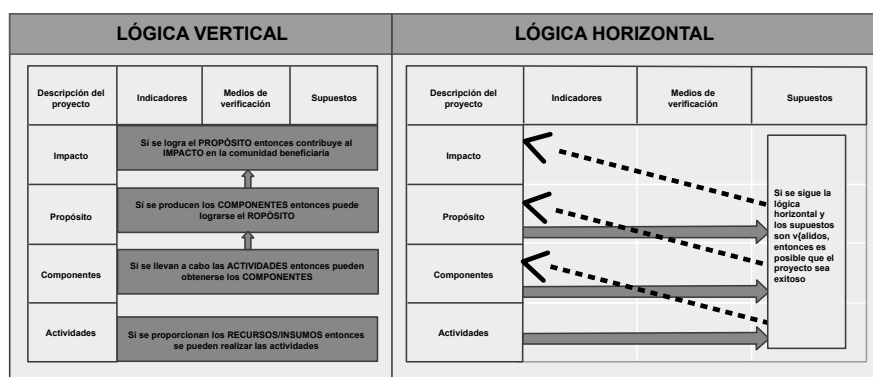 LÓGICA VERTICAL
Descripción del
proyecto
Indicadores
Medios de
verificación
Supuestos
Impacto
Sí se logra el PROPÓSITO entonces contribuye al
IMPACTO en la comunidad beneficiaria
Propósito
Sí se producen los COMPONENTES entonces puede
lograrse el ROPÓSITO
Componentes
Sí se llevan a cabo las ACTIVIDADES entonces pueden
obtenerse los COMPONENTES
Actividades
Sí se proporcionan los RECURSOS/INSUMOS entonces
se pueden realizar las actividades
LÓGICA HORIZONTAL
Descripción del
proyecto
Indicadores
Medios de
verificación
Supuestos
Impacto
Propósito
Componentes
Actividades
Si se sigue la
lógica
horizontal y
los supuestos
son v{alidos,
entonces es
posible que el
proyecto sea
exitoso